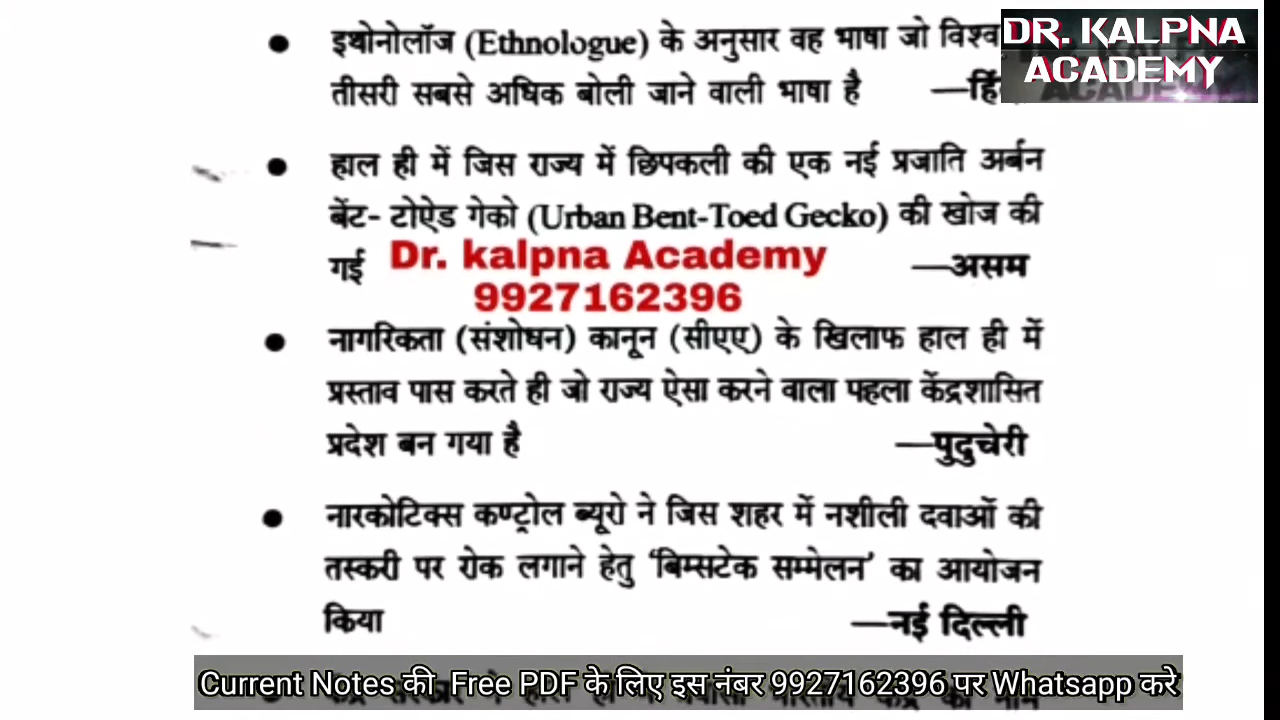 DR. KALPNA
ACADEMY
● इथोनोलॉज (Ethnologue) के अनुसार वह भाषा जो विश्व
तीसरी सबसे अधिक बोली जाने वाली भाषा है
● हाल ही में जिस राज्य में छिपकली की एक नई प्रजाति अर्बन
बेंट- टोऐड गेको (Urban Bent-Toed Gecko) की खोज की
गई —असम
Dr. kalpna Academy
9927162396
● नागरिकता (संशोधन) कानून (सीएए) के खिलाफ हाल ही में
प्रस्ताव पास करते ही जो राज्य ऐसा करने वाला पहला केंद्रशासित
प्रदेश बन गया है —पुदुचेरी
● नारकोटिक्स कण्ट्रोल ब्यूरो ने जिस शहर में नशीली दवाओं की
तस्करी पर रोक लगाने हेतु ‘बिम्सटेक सम्मेलन’ का आयोजन
किया —नई दिल्ली
Current Notes की Free PDF के लिए इस नंबर 9927162396 पर Whatsapp करे